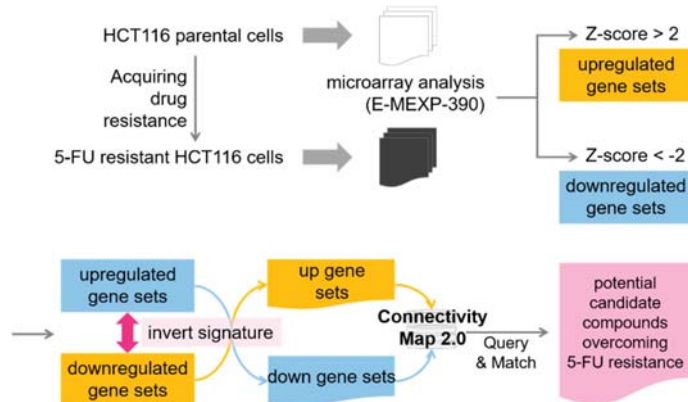 HCT116 parental cells
Acquiring
drug
resistance
5-FU resistant HCT116 cells
microarray analysis
(E-MEXP-390)
Z-score > 2
upregulated
gene sets
Z-score < -2
downregulated
gene sets
upregulated
gene sets
invert signature
downregulated
gene sets
up gene
sets
down gene sets
Connectivity
Map 2.0
Query
& Match
potential
candidate
compounds
overcoming
5-FU resistance